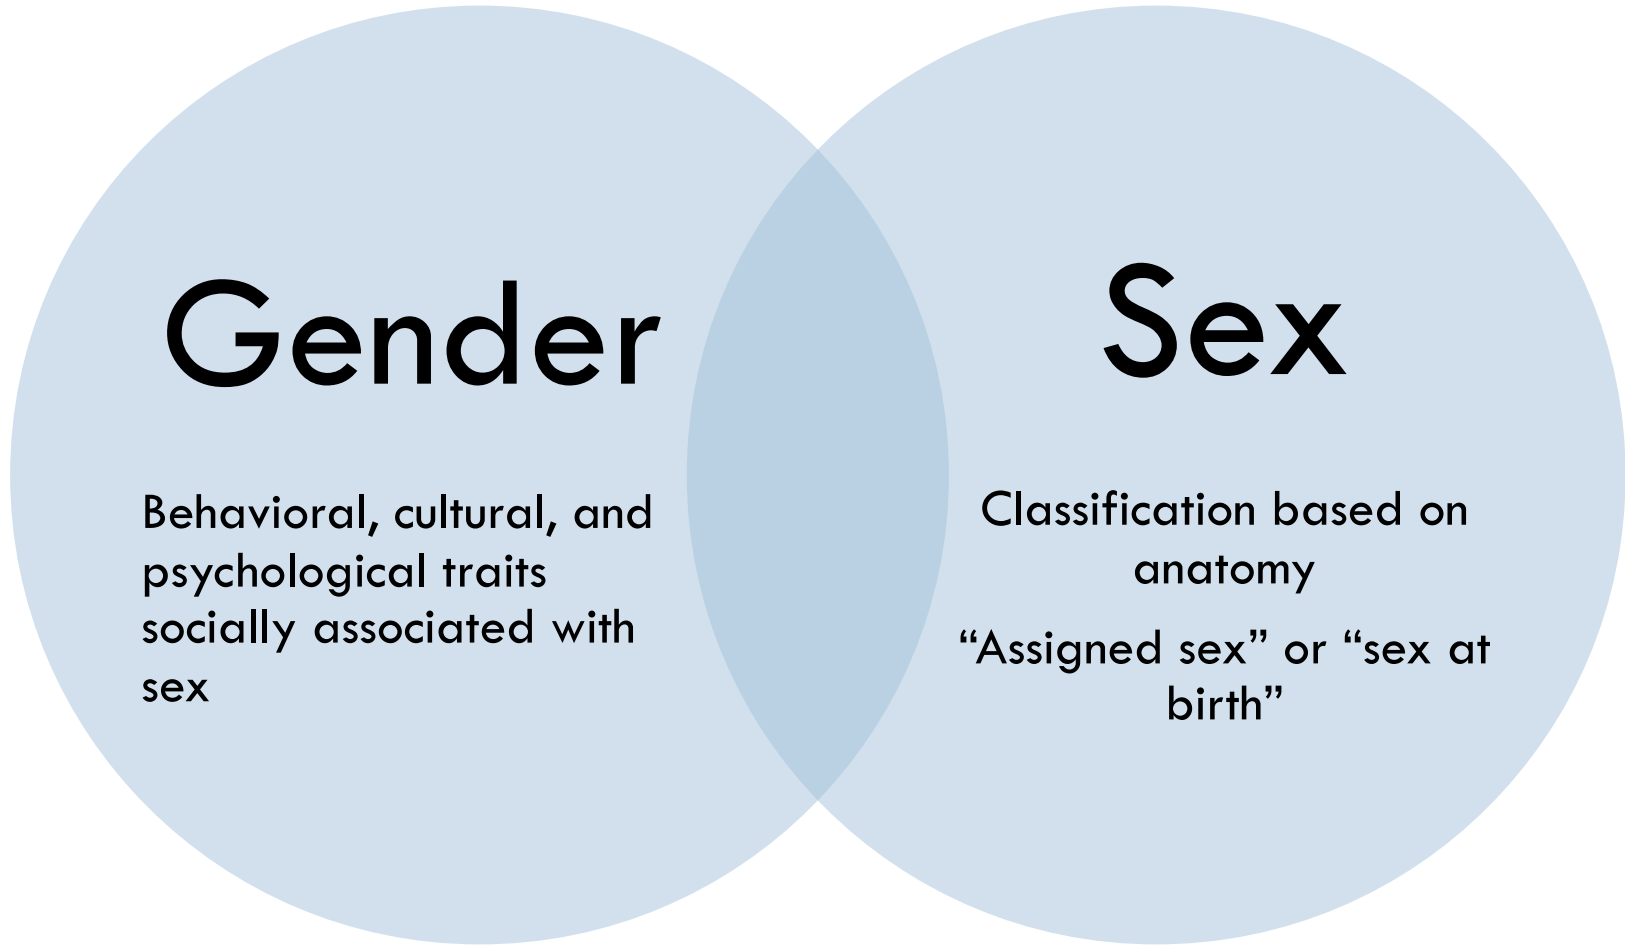 Gender
Behavioral, cultural, and
psychological traits
socially associated with
sex
Sex
Classification based on
anatomy
“Assigned sex” or “sex at
birth”